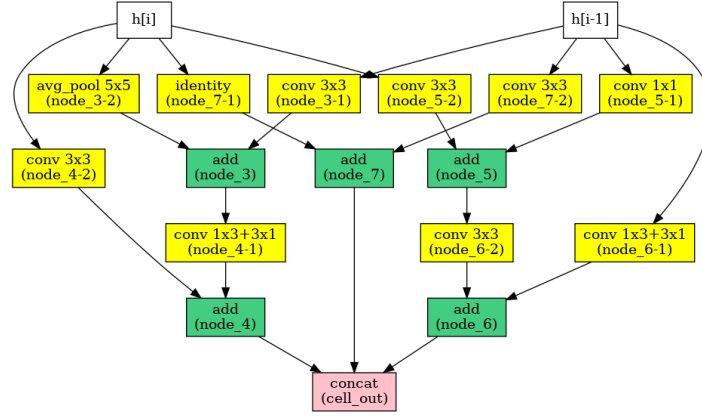 h[i]
h[i-1]
avg_pool 5x5
(node_3-2)
identity
(node_7-1)
conv 3x3
(node_3-1)
conv 3x3
(node_5-2)
conv 3x3
(node_7-2)
conv 1x1
(node_5-1)
conv 3x3
(node_4-2)
add
(node_3)
add
(node_7)
add
(node_5)
conv 1x3+3x1
(node_4-1)
conv 3x3
(node_6-2)
conv 1x3+3x1
(node_6-1)
add
(node_4)
add
(node_6)
concat
(cell_out)